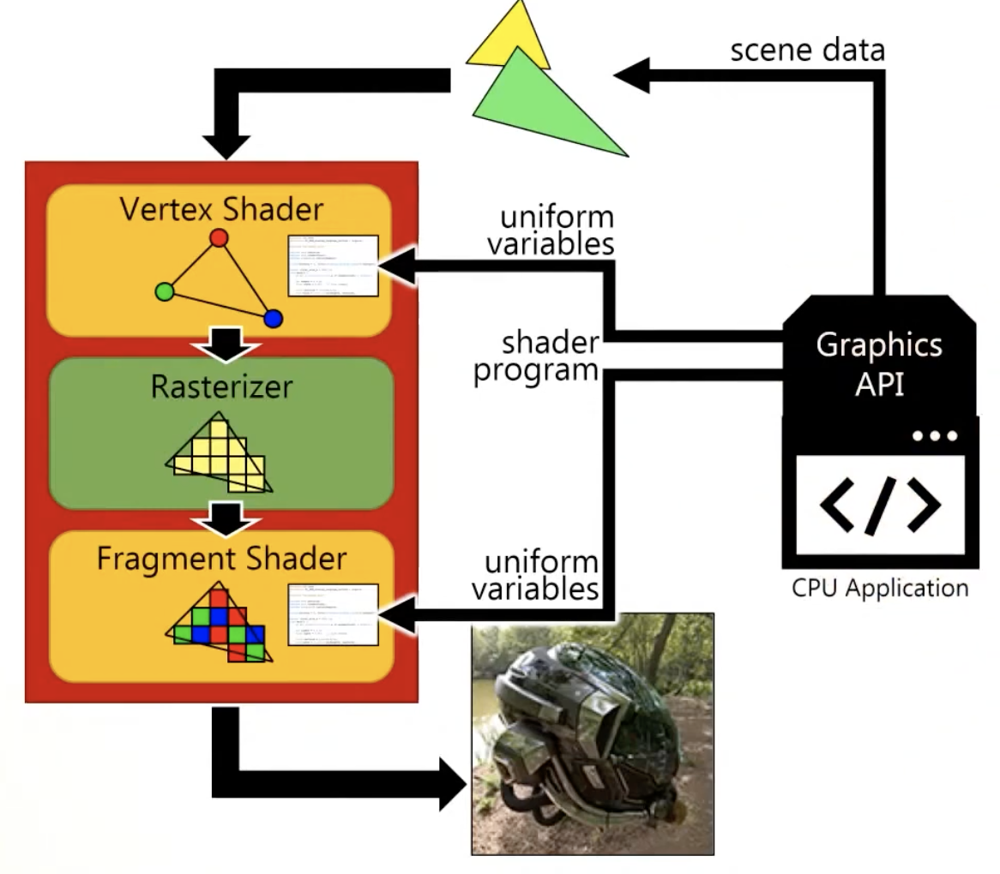 scene data
Vertex Shader
uniform
variables
shader
program
Graphics
API
Rasterizer
</>
Fragment Shader
uniform
variables
CPU Application